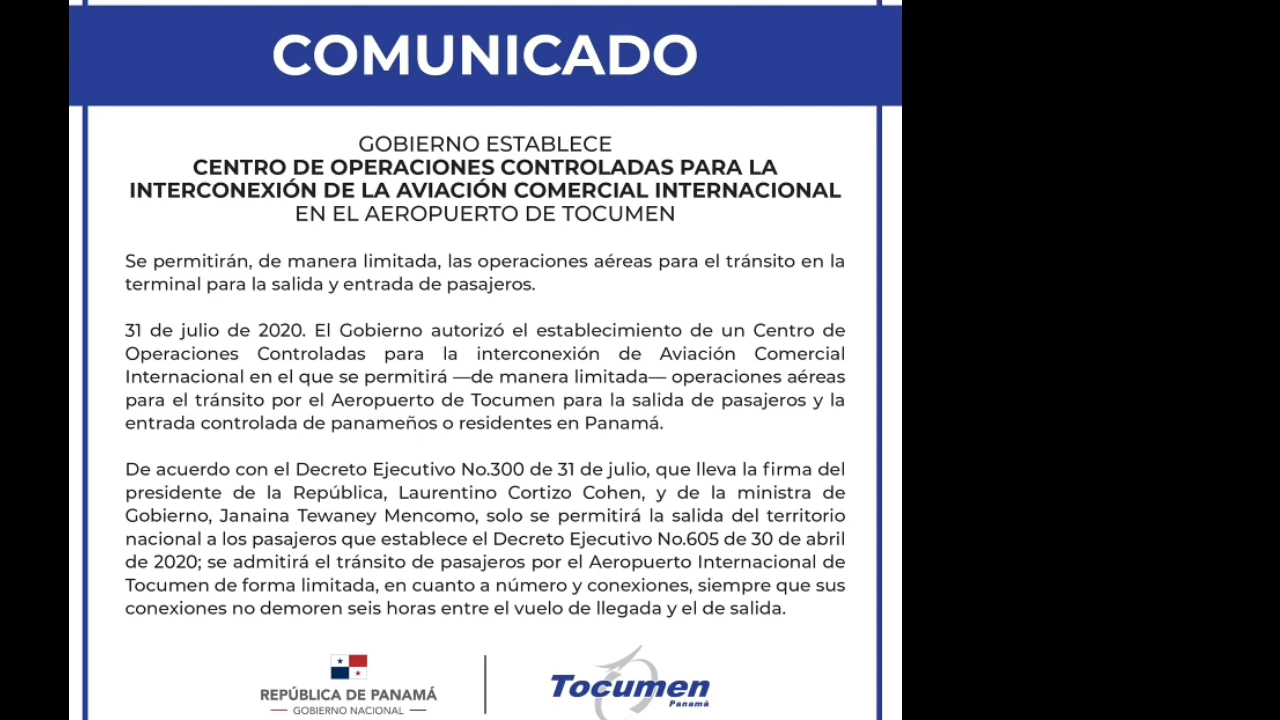 COMUNICADO
GOBIERNO ESTABLECE
CENTRO DE OPERACIONES CONTROLADAS PARA LA
INTERCONEXIÓN DE LA AVIACIÓN COMERCIAL INTERNACIONAL
EN EL AEROPUERTO DE TOCUMEN
Se permitirán, de manera limitada, las operaciones aéreas para el tránsito en la
terminal para la salida y entrada de pasajeros.
31 de julio de 2020. El Gobierno autorizó el establecimiento de un Centro de
Operaciones Controladas para la interconexión de Aviación Comercial
Internacional en el que se permitirá —de manera limitada— operaciones aéreas
para el tránsito por el Aeropuerto de Tocumen para la salida de pasajeros y la
entrada controlada de panameños o residentes en Panamá.
De acuerdo con el Decreto Ejecutivo No.300 de 31 de julio, que lleva la firma del
presidente de la República, Laurentino Cortizo Cohen, y de la ministra de
Gobierno, Janaina Tewaney Mencomo, solo se permitirá la salida del territorio
nacional a los pasajeros que establece el Decreto Ejecutivo No.605 de 30 de abril
de 2020; se admitirá el tránsito de pasajeros por el Aeropuerto Internacional de
Tocumen de forma limitada, en cuanto a número y conexiones, siempre que sus
conexiones no demoren seis horas entre el vuelo de llegada y el de salida.
REPÚBLICA DE PANAMÁ
GOBIERNO NACIONAL
Tocumen
Panamá